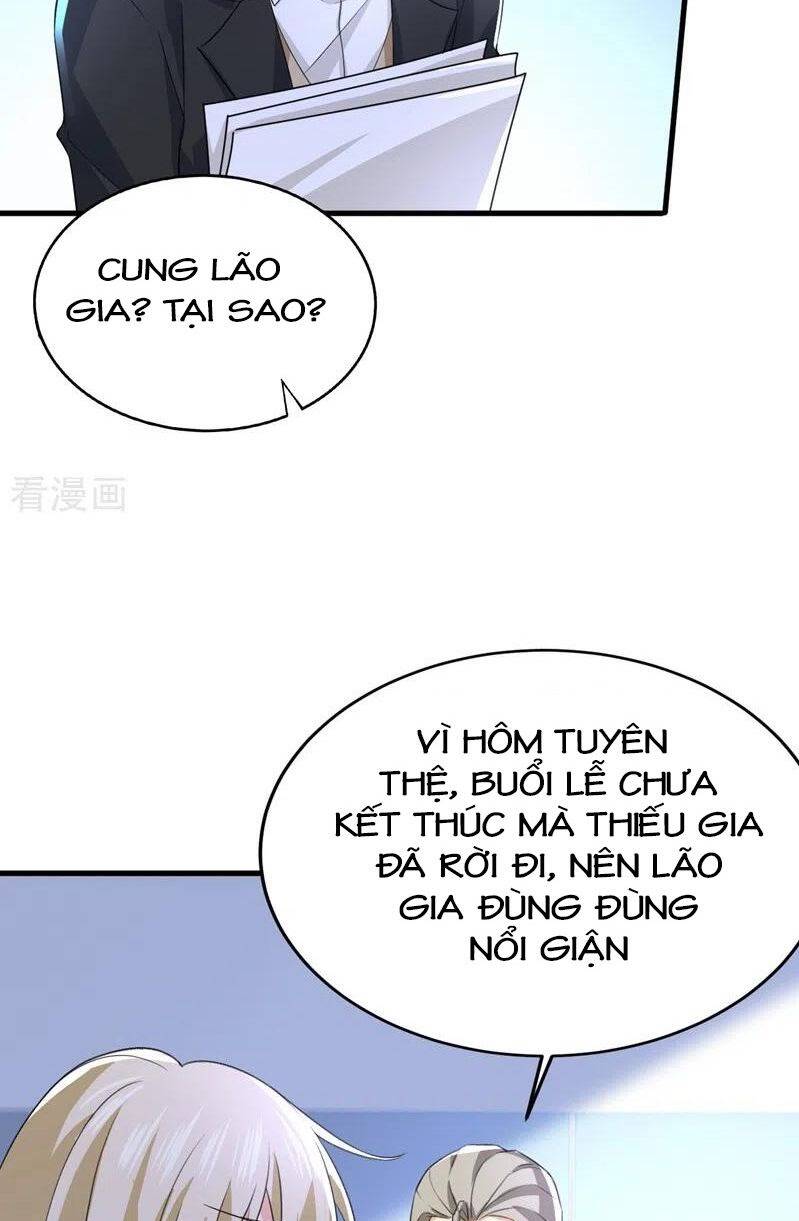 CUNG LÃO
GIA? TẠI SAO?
看漫画
VÌ HÔM TUYÊN
THỆ, BUỔI LỄ CHƯA
KẾT THÚC MÀ THIẾU GIA
ĐÃ RỜI ĐI, NÊN LÃO
GIA ĐÙNG ĐÙNG
NỔI GIẬN